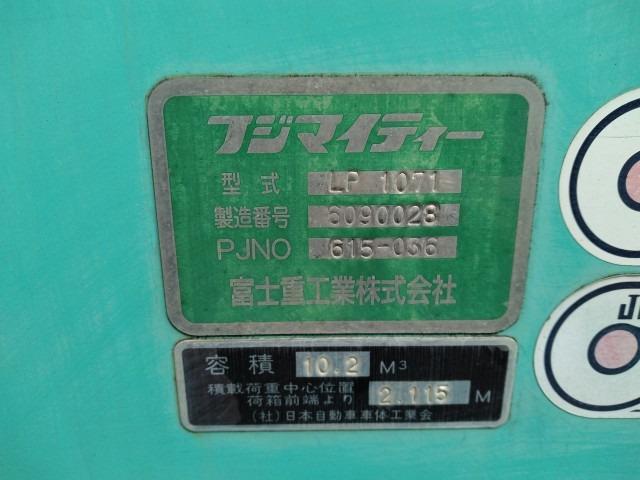 フジマイティー
型式 LP 1071
製造番号 6090028
PJNO 615-036
富士重工業株式会社
容積 10.2 M³
積載荷重中心位置
荷箱前端より 2.115 M
(社)日本自動車車体工業会